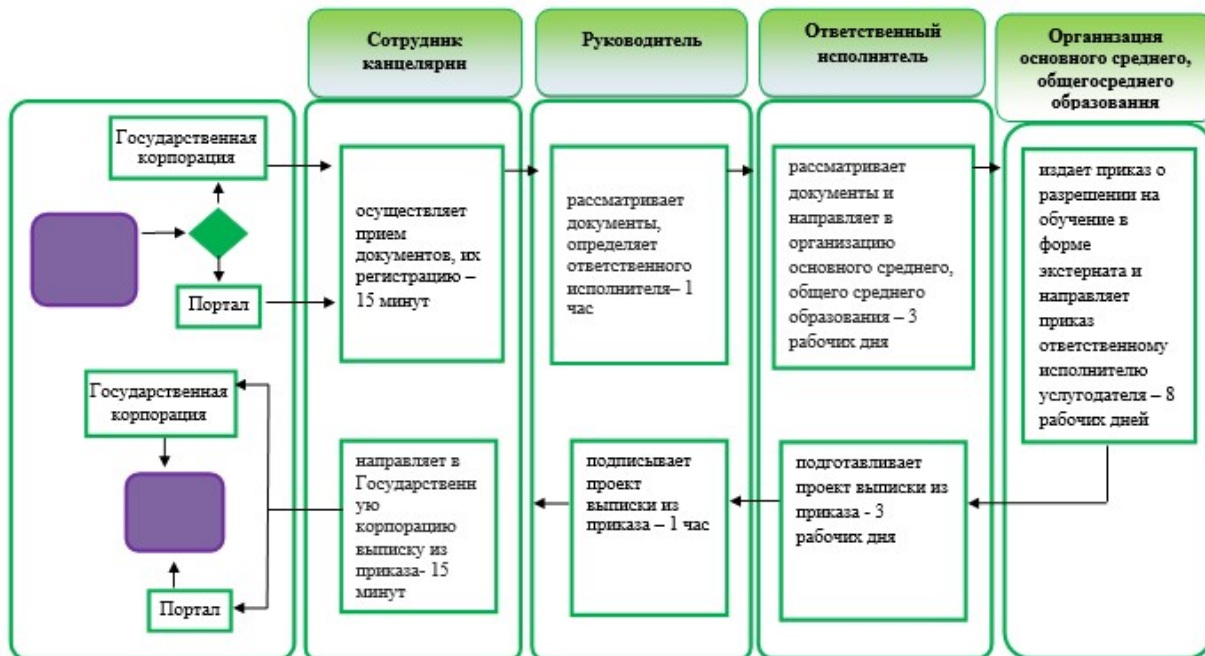 Сотрудник
канцелярии
Руководитель
Ответственный
исполнитель
Организация
основного среднего,
общегосреднего
образования
Государственная
корпорация
Портал
осуществляет
прием
документов, их
регистрацию –
15 минут
рассматривает
документы,
определяет
ответственного
исполнителя– 1
час
рассматривает
документы и
направляет в
организацию
основного среднего,
общего среднего
образования – 3
рабочих дня
издает приказ о
разрешении на
обучение в
форме
экстерната и
направляет
приказ
ответственному
исполнителю
услугодателя – 8
рабочих дней
Государственная
корпорация
Портал
направляет в
Государственн
ую
корпорацию
выписку из
приказа- 15
минут
подписывает
проект
выписки из
приказа – 1 час
подготавливает
проект выписки из
приказа - 3
рабочих дня